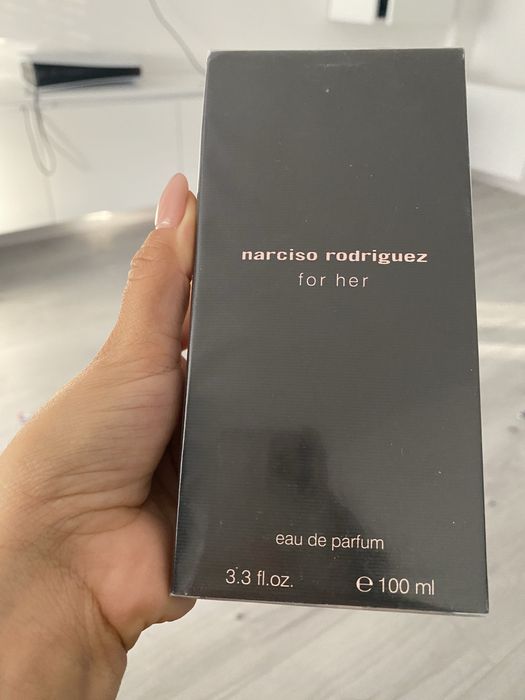 narciso rodriguez
for her
eau de parfum
3.3 fl.oz. ℮ 100 ml